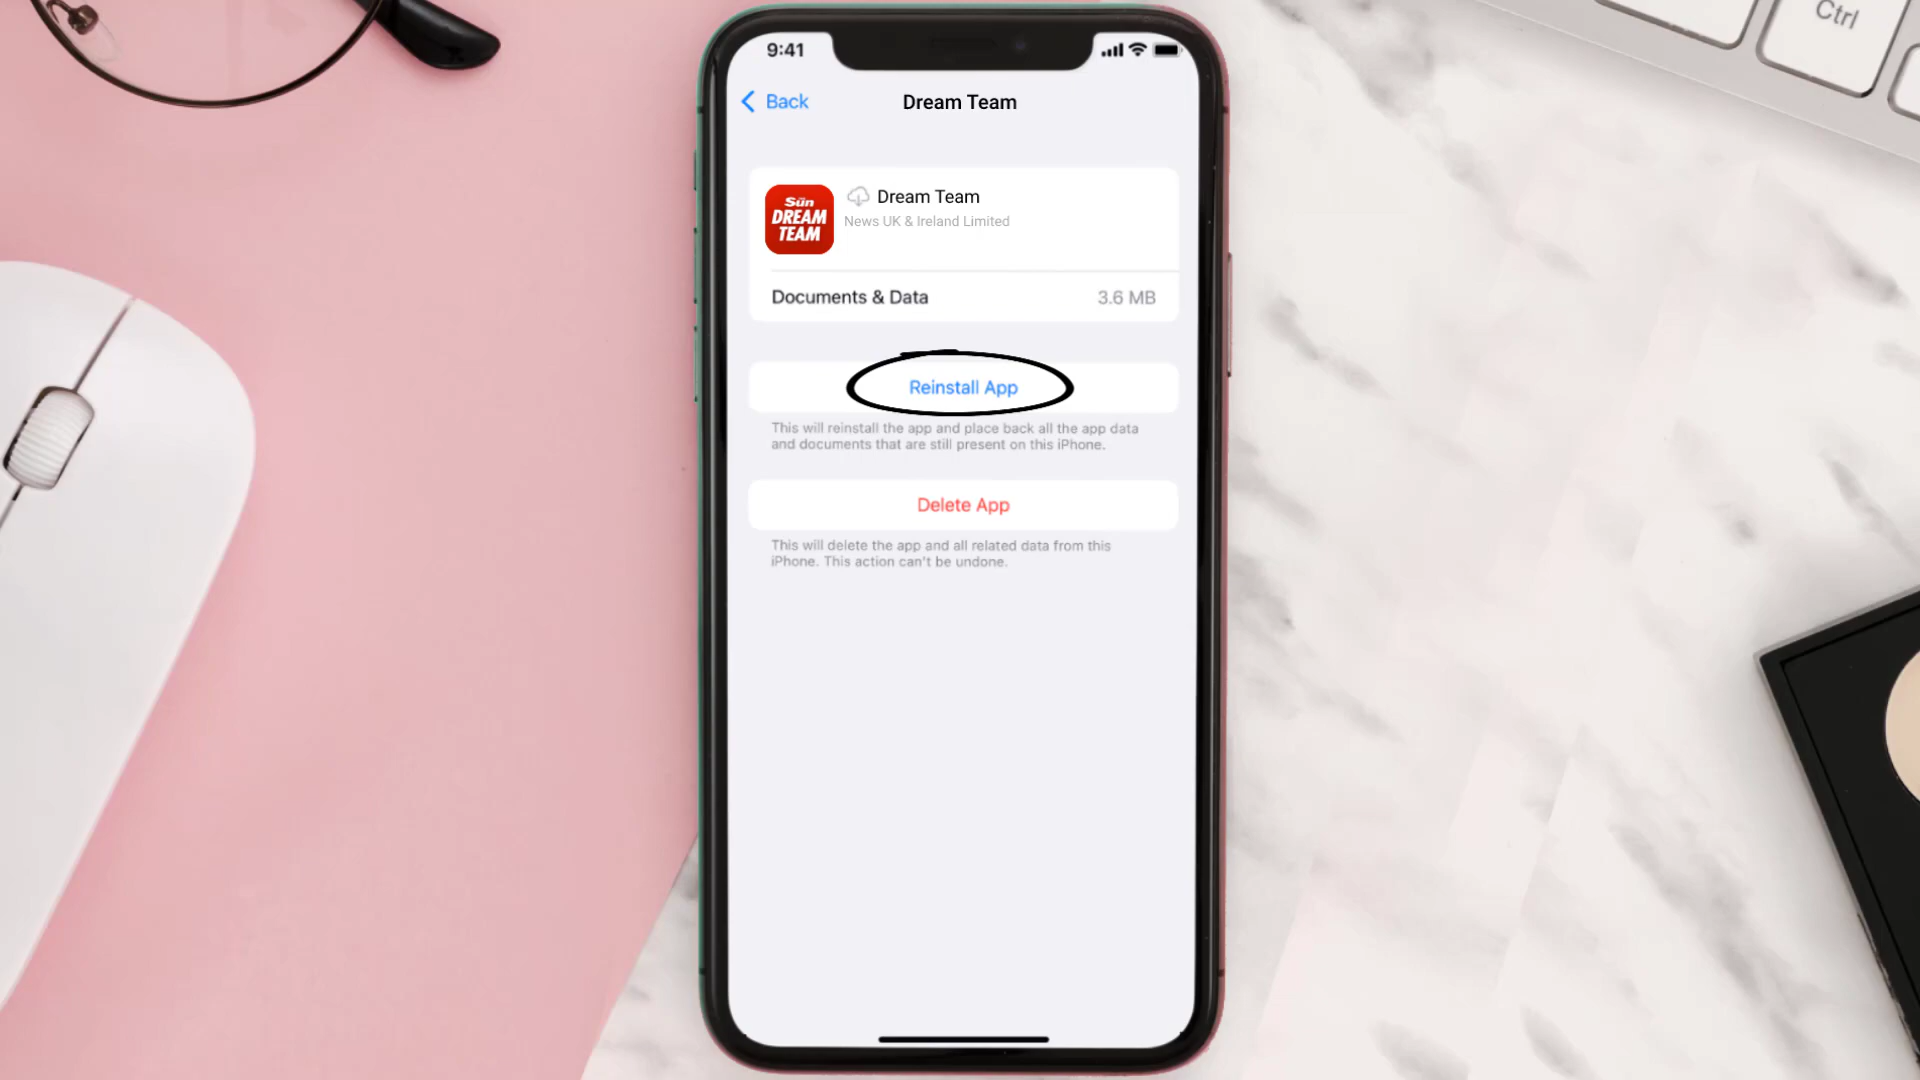 Ctrl
9:41
Back
Dream Team
Sün
DREAM
TEAM
Dream Team
News UK & Ireland Limited
Documents & Data
3.6 MB
Reinstall App
This will reinstall the app and place back all the app data
and documents that are still present on this iPhone.
Delete App
This will delete the app and all related data from this
iPhone. This action can't be undone.